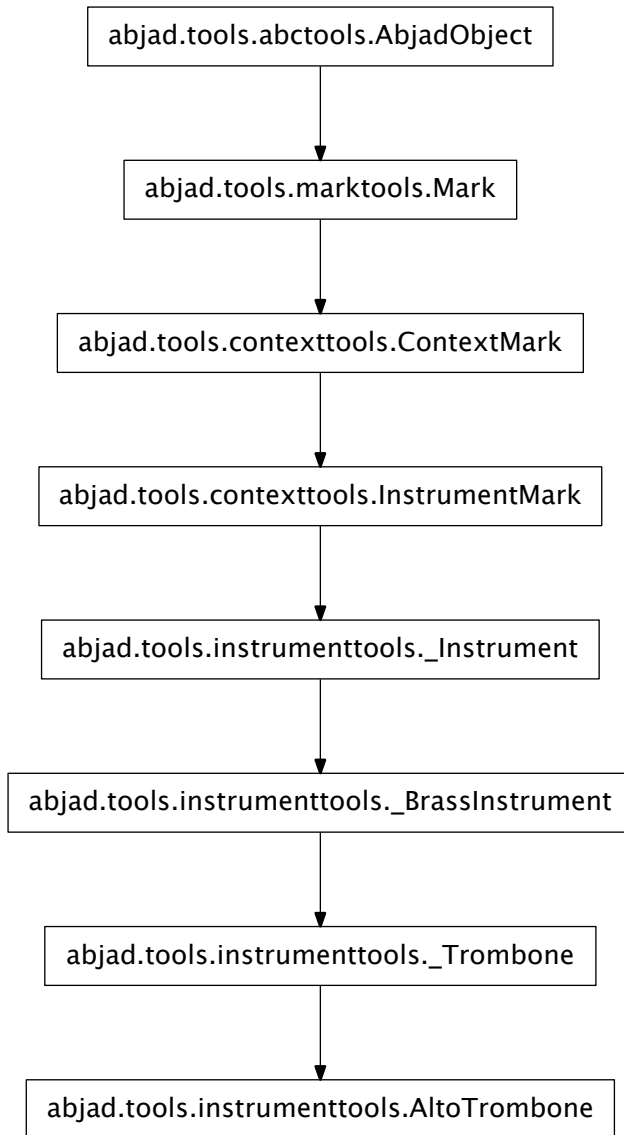 abjad.tools.abctools.AbjadObject
abjad.tools.marktools.Mark
abjad.tools.contexttools.ContextMark
abjad.tools.contexttools.InstrumentMark
abjad.tools.instrumenttools._Instrument
abjad.tools.instrumenttools._BrassInstrument
abjad.tools.instrumenttools._Trombone
abjad.tools.instrumenttools.AltoTrombone